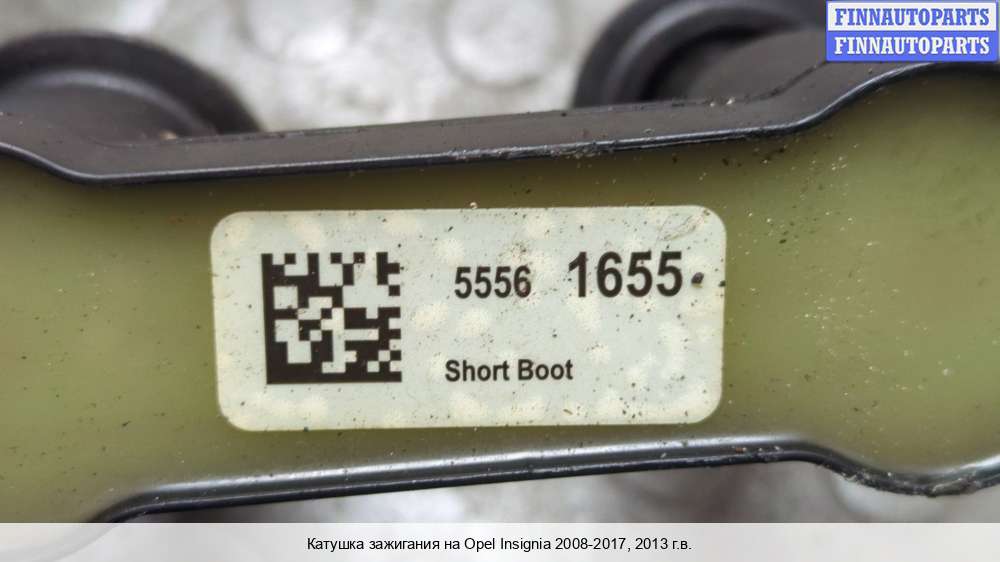 FINNAUTOPARTS
FINNAUTOPARTS
5556 1655
Short Boot
Катушка зажигания на Opel Insignia 2008-2017, 2013 г.в.